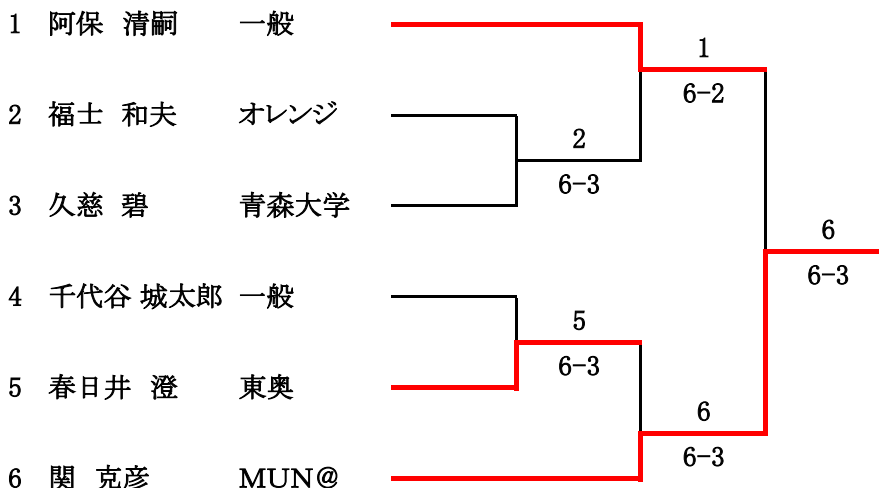 1 阿保 清嗣 一般
1
6-2
2 福士 和夫 オレンジ
2
6-3
3 久慈 碧 青森大学
6
6-3
4 千代谷 城太郎 一般
5
6-3
5 春日井 澄 東奥
6
6-3
6 関 克彦 MUN@